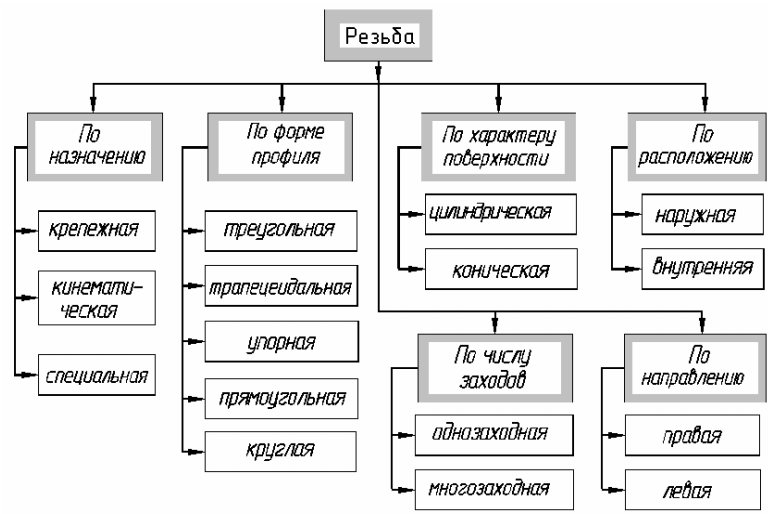 Резьба
По
назначению
крепежная
кинемати-
ческая
специальная
По форме
профиля
треугольная
трапецеидальная
упорная
прямоугольная
круглая
По характеру
поверхности
цилиндрическая
коническая
По
расположению
наружная
внутренняя
По числу
заходов
однозаходная
многозаходная
По
направлению
правая
левая